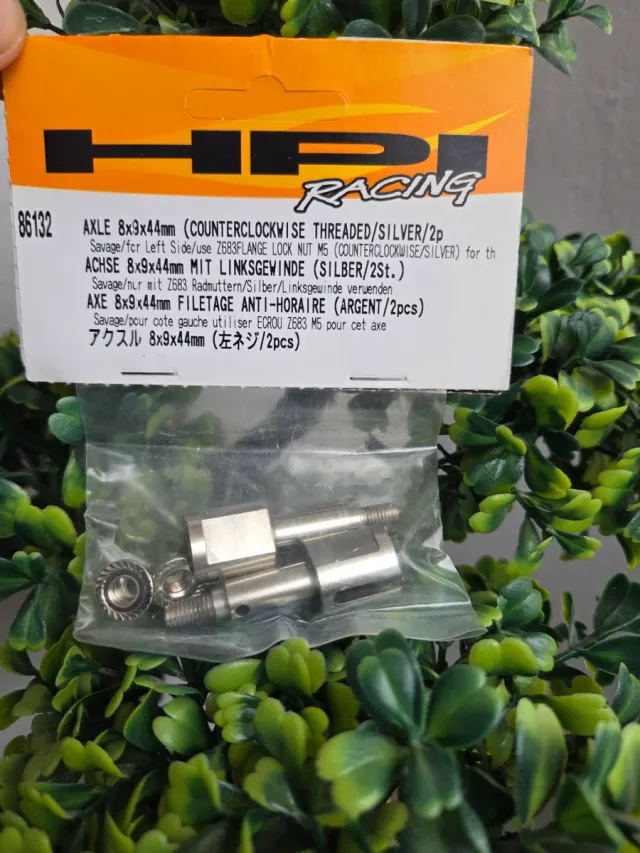 HPI
RACING
86132
AXLE 8x9x44mm (COUNTERCLOCKWISE THREADED/SILVER/2p
Savage/for Left Side/use Z683FLANGE LOCK NUT M5 (COUNTERCLOCKWISE/SILVER) for th
ACHSE 8x9x44mm MIT LINKSGEWINDE (SILBER/2St.)
Savage/nur mit Z683 Radmuttern/Silber/Linksgewinde verwenden
AXE 8x9x44mm FILETAGE ANTI-HORAIRE (ARGENT/2pcs)
Savage/pour cote gauche utiliser ECROU Z683 M5 pour cet axe
アクスル 8x9x44mm (左ネジ/2pcs)